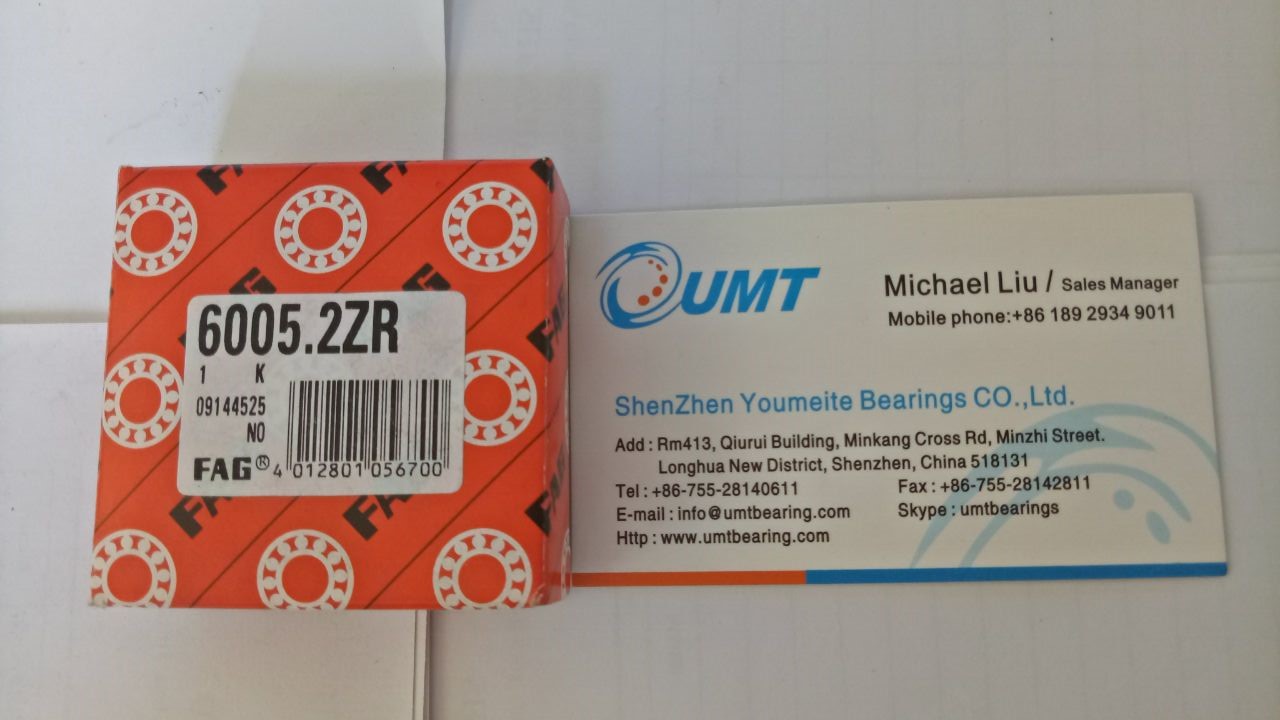 FAG
FAG
FAG
FAG
6005.2ZR
1 K
09144525
NO
FAG® 4 012801 056700
FAG
FAG
UMT
Michael Liu / Sales Manager
Mobile phone:+86 189 2934 9011
ShenZhen Youmeite Bearings CO.,Ltd.
Add : Rm413, Qiurui Building, Minkang Cross Rd, Minzhi Street.
Longhua New District, Shenzhen, China 518131
Tel : +86-755-28140611 Fax : +86-755-28142811
E-mail : info@umtbearing.com Skype : umtbearings
Http : www.umtbearing.com